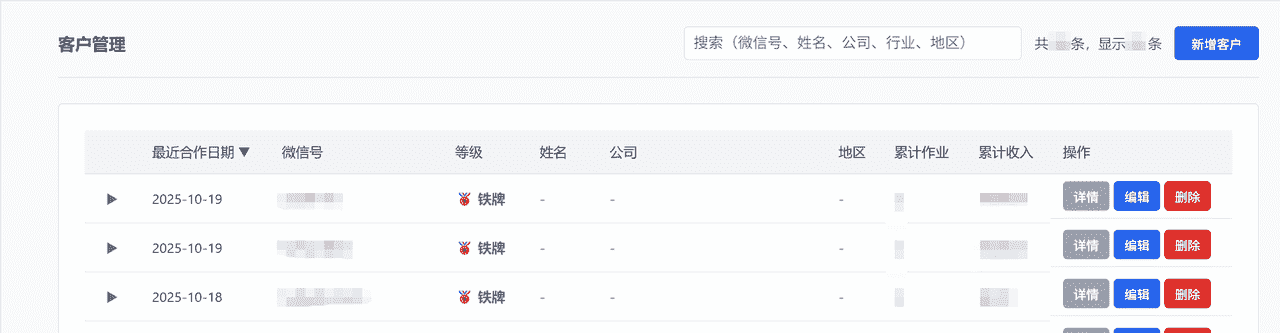 客户管理
搜索（微信号、姓名、公司、行业、地区）
共 条，显示 条
新增客户
最近合作日期▼ 微信号 等级 姓名 公司 地区 累计作业 累计收入 操作
▶ 2025-10-19 铁牌 - - - 详情 编辑 删除
▶ 2025-10-19 铁牌 - - - 详情 编辑 删除
▶ 2025-10-18 铁牌 - - - 详情 编辑 删除